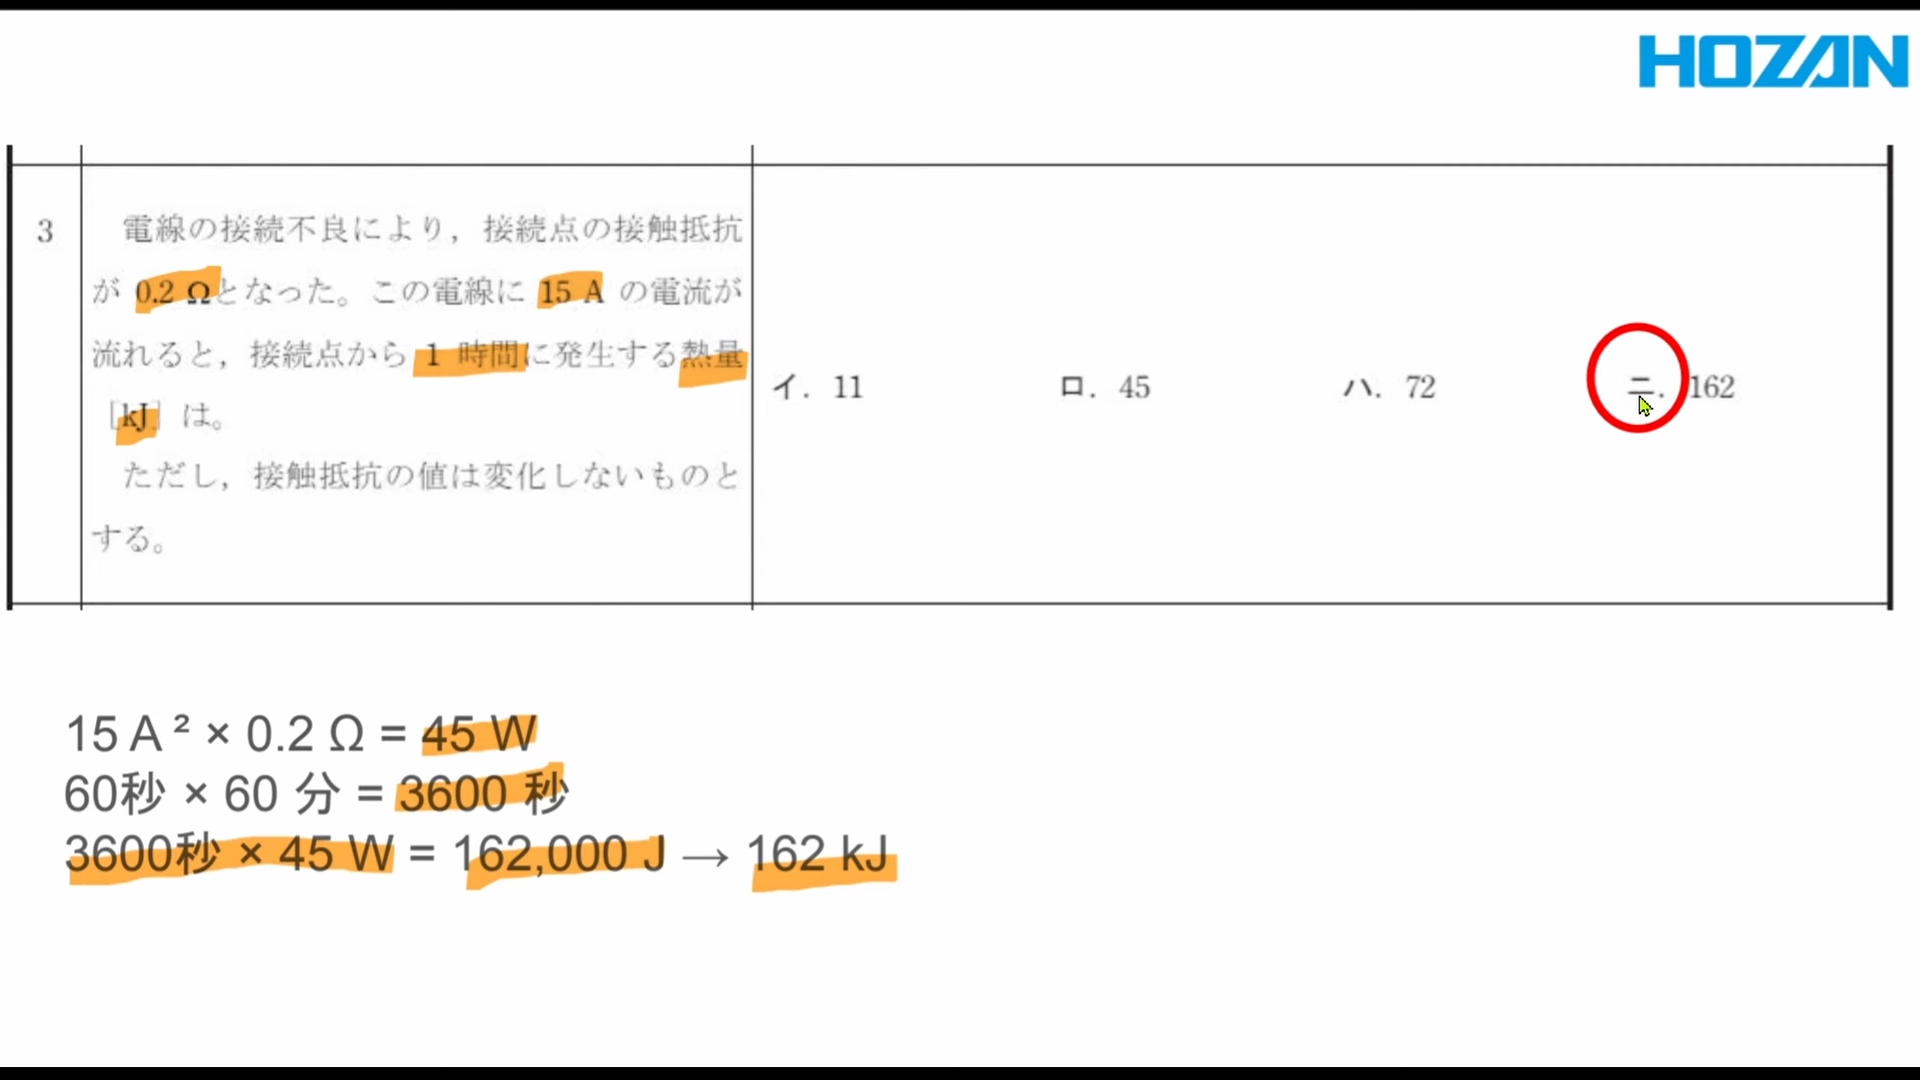 HOZAN
3
電線の接続不良により，接続点の接触抵抗
が 0.2 Ωとなった。この電線に 15 A の電流が
流れると，接続点から 1 時間に発生する熱量
［kJ］は。
ただし，接触抵抗の値は変化しないものと
する。
イ．11 ロ．45 ハ．72 ニ．162
15 A ² × 0.2 Ω = 45 W
60秒 × 60 分 = 3600 秒
3600秒 × 45 W = 162,000 J → 162 kJ